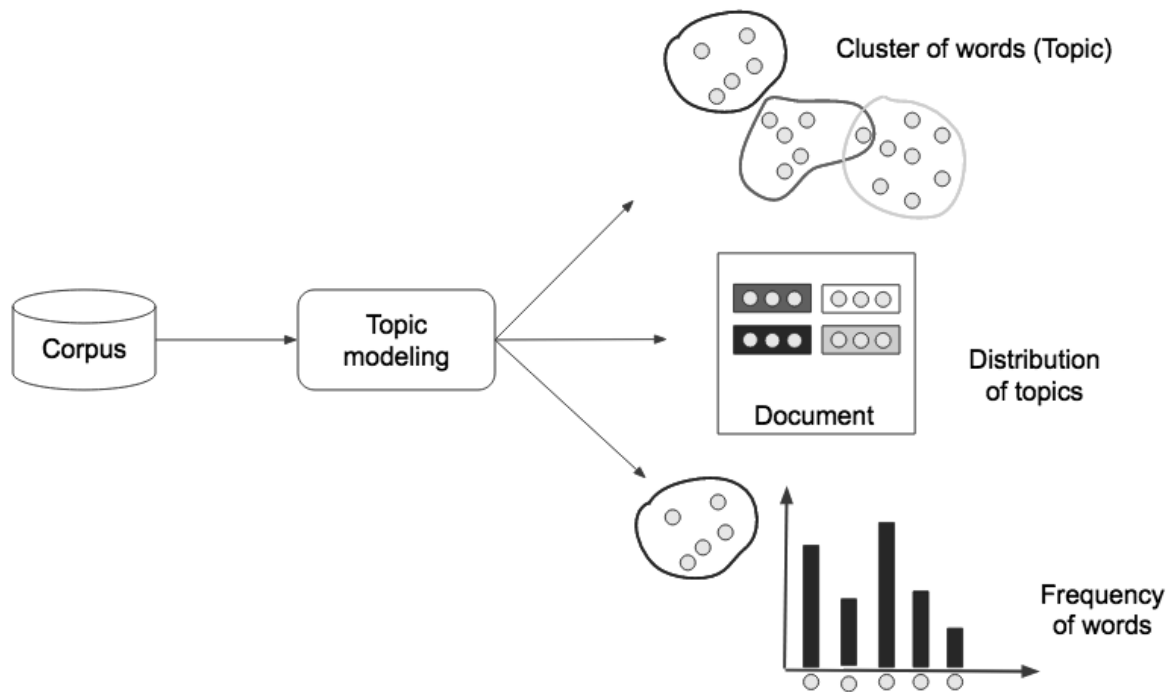 Cluster of words (Topic)
Corpus
Topic
modeling
Document
Distribution
of topics
Frequency
of words